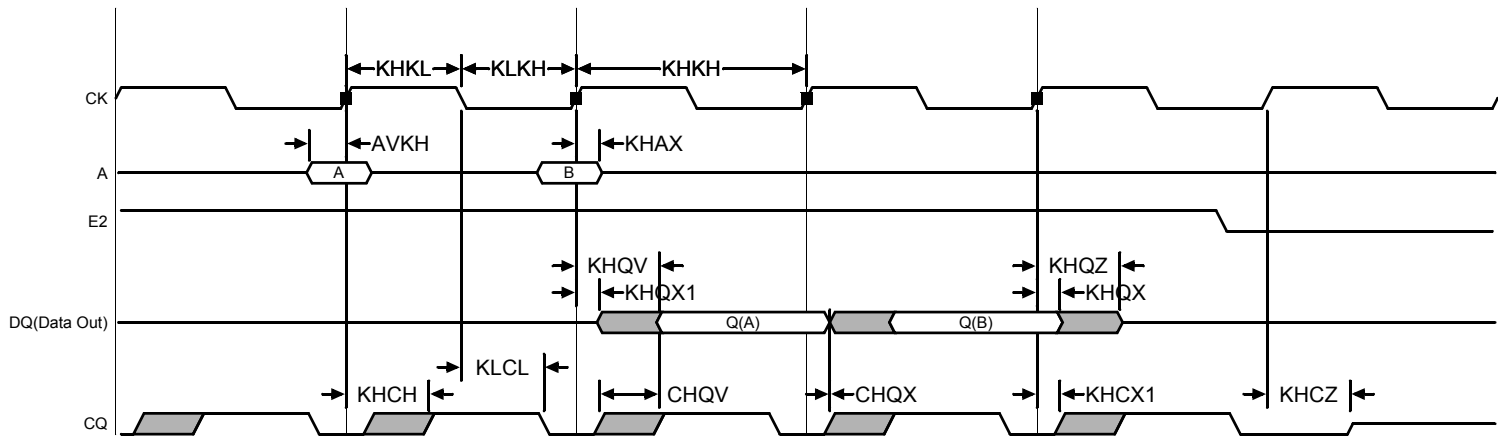 KHKL KLKH KHKH
CK
AVKH KHAX
A A B
E2
KHQV KHQZ
KHQX1 KHQX
DQ(Data Out) Q(A) Q(B)
KLCL
KHCH CHQV CHQX KHCX1 KHCZ
CQ